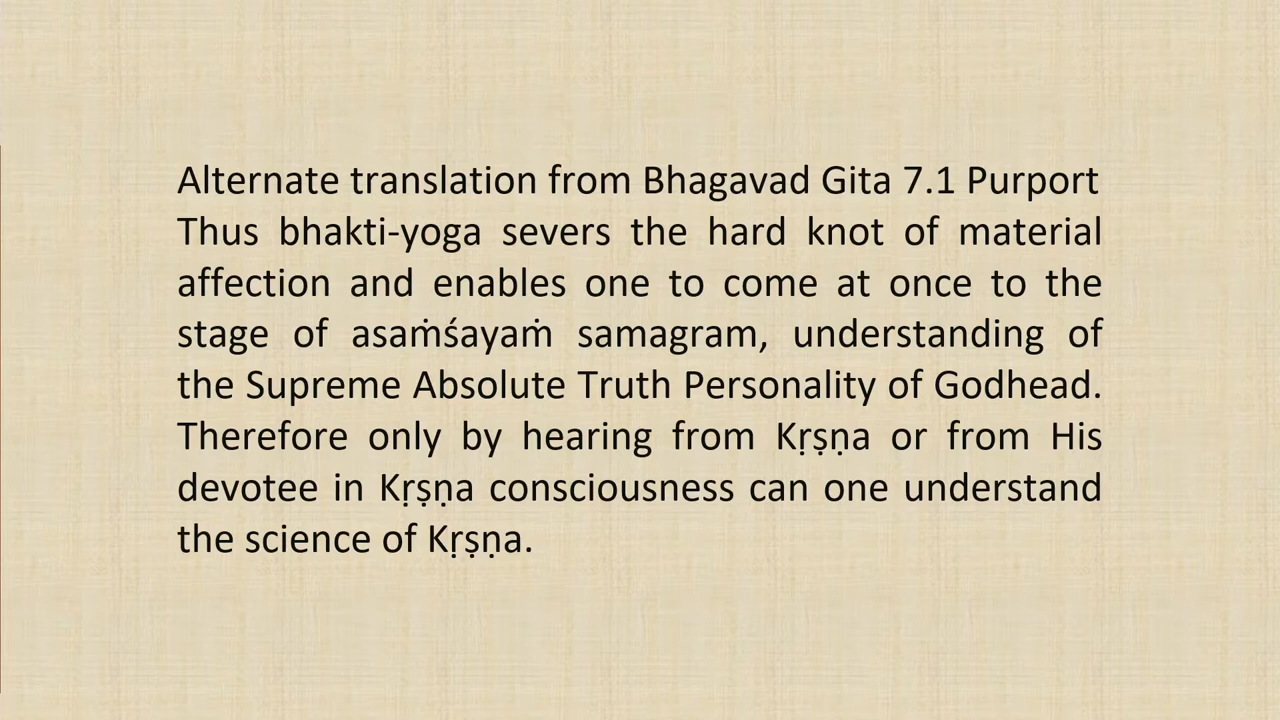 Alternate translation from Bhagavad Gita 7.1 Purport
Thus bhakti-yoga severs the hard knot of material
affection and enables one to come at once to the
stage of asaṁśayaṁ samagram, understanding of
the Supreme Absolute Truth Personality of Godhead.
Therefore only by hearing from Kṛṣṇa or from His
devotee in Kṛṣṇa consciousness can one understand
the science of Kṛṣṇa.